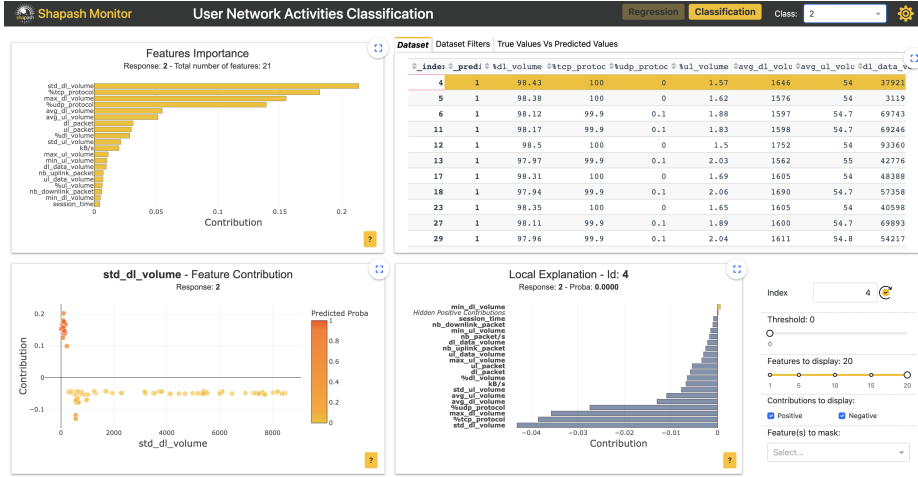 Shapash Monitor
User Network Activities Classification
Regression
Classification
Class:
2
Features Importance
Response: 2 - Total number of features: 21
std_dl_volume
%tcp_protocol
max_dl_volume
%udp_protocol
avg_dl_volume
avg_ul_volume
dl_packet
ul_packet
%dl_volume
std_ul_volume
kB/s
max_ul_volume
min_ul_volume
dl_data_volume
nb_uplink_packet
ul_data_volume
%ul_volume
nb_downlink_packet
min_dl_volume
session_time
0 0.05 0.1 0.15 0.2
Contribution
?
Dataset Dataset Filters True Values Vs Predicted Values
_index _predi %dl_volume %tcp_protoc %udp_protoc %ul_volume avg_dl_volu avg_ul_volu dl_data_vo
4 1 98.43 100 0 1.57 1646 54 37921
5 1 98.38 100 0 1.62 1576 54 3119
6 1 98.12 99.9 0.1 1.88 1597 54.7 69743
11 1 98.17 99.9 0.1 1.83 1598 54.7 69246
12 1 98.5 100 0 1.5 1752 54 93360
13 1 97.97 99.9 0.1 2.03 1562 55 42776
17 1 98.31 100 0 1.69 1605 54 48388
18 1 97.94 99.9 0.1 2.06 1690 54.7 57358
23 1 98.35 100 0 1.65 1605 54 40598
27 1 98.11 99.9 0.1 1.89 1600 54.7 69893
29 1 97.96 99.9 0.1 2.04 1611 54.8 54217
std_dl_volume - Feature Contribution
Response: 2
Predicted Proba
1
0.8
0.6
0.4
0.2
0
0.2
0.1
0
−0.1
Contribution
0 2000 4000 6000 8000
std_dl_volume
?
Local Explanation - Id: 4
Response: 2 - Proba: 0.0000
min_dl_volume
Hidden Positive Contributions
session_time
nb_downlink_packet
min_ul_volume
nb_packet/s
dl_data_volume
nb_uplink_packet
ul_data_volume
max_ul_volume
ul_packet
dl_packet
%dl_volume
kB/s
std_ul_volume
avg_ul_volume
avg_dl_volume
%udp_protocol
max_dl_volume
%tcp_protocol
std_dl_volume
−0.04 −0.03 −0.02 −0.01 0
Contribution
?
Index
4
Threshold: 0
0
Features to display: 20
1 5 10 15 20
Contributions to display:
Positive Negative
Feature(s) to mask:
Select...